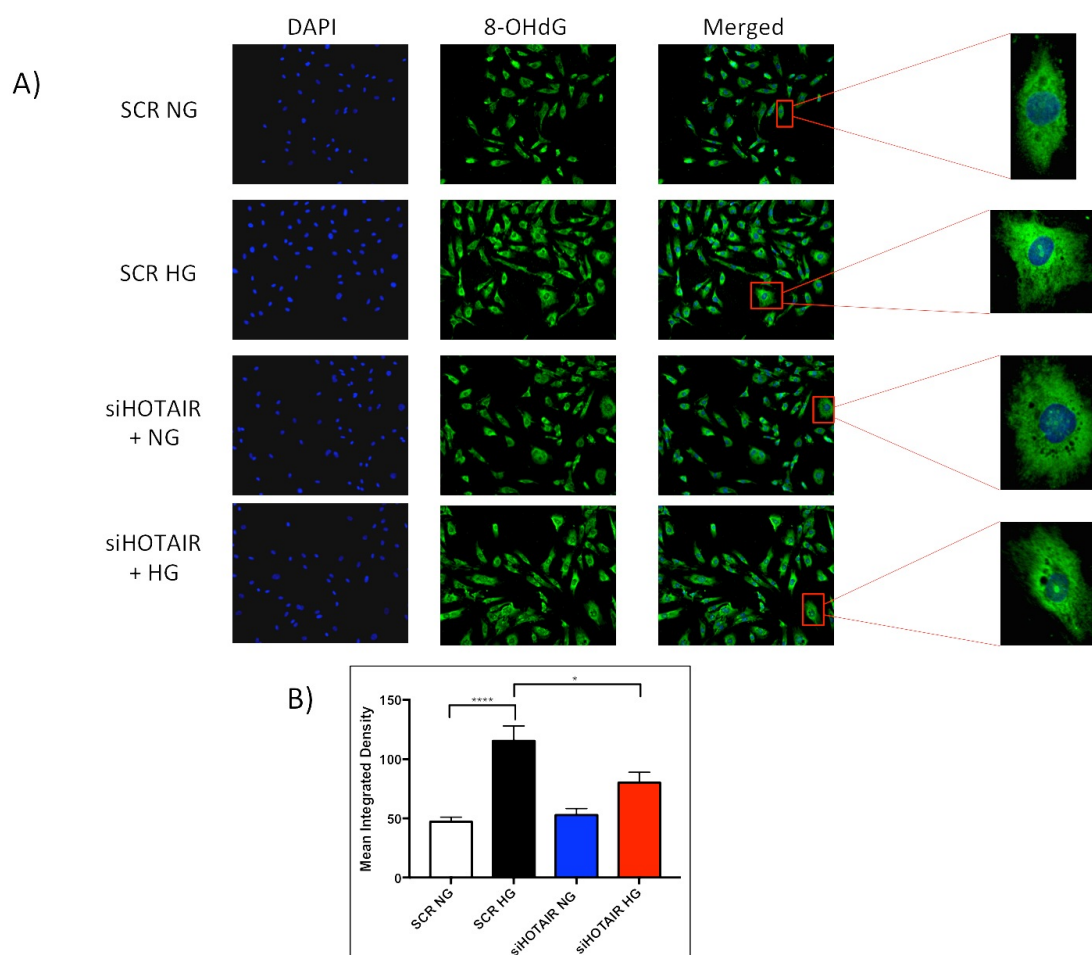 DAPI 8-OHdG Merged
A)
SCR NG
SCR HG
siHOTAIR
+ NG
siHOTAIR
+ HG
B)
****
*
150
100
50
0
Mean Integrated Density
SCR NG
SCR HG
siHOTAIR NG
siHOTAIR HG